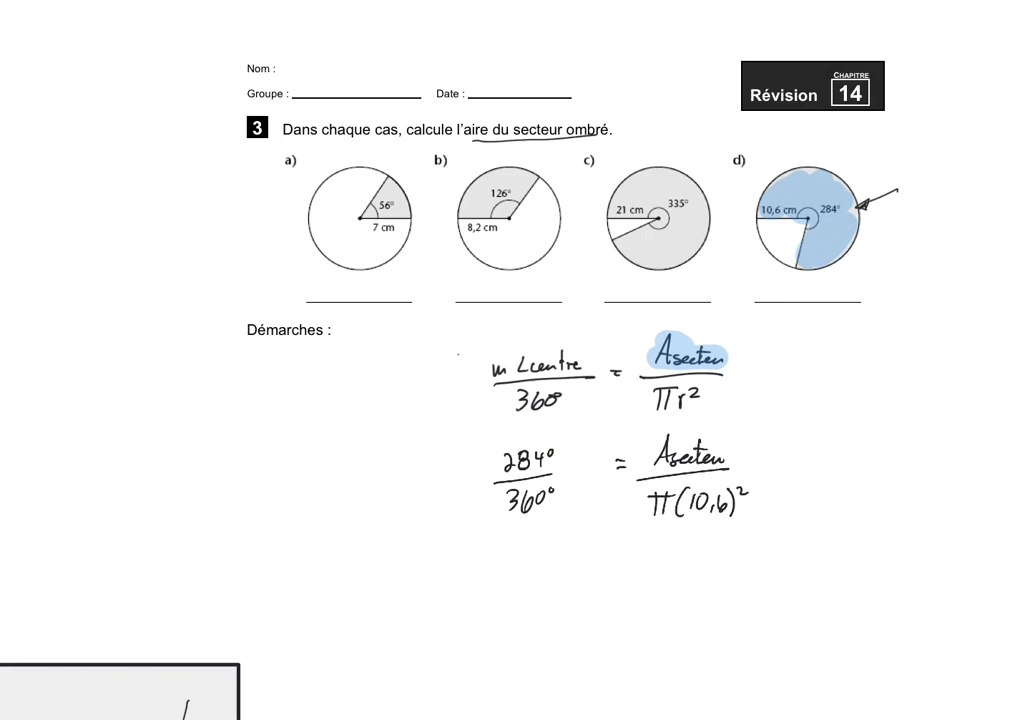 Nom :
Groupe : Date :
CHAPITRE
Révision 14
3 Dans chaque cas, calcule l'aire du secteur ombré.
a) b) c) d)
56° 7 cm
126° 8,2 cm
21 cm 335°
10,6 cm 284°
Démarches :
m ∠centre / 360° = Asecteur / πr²
284° / 360° = Asecteur / π(10,6)²